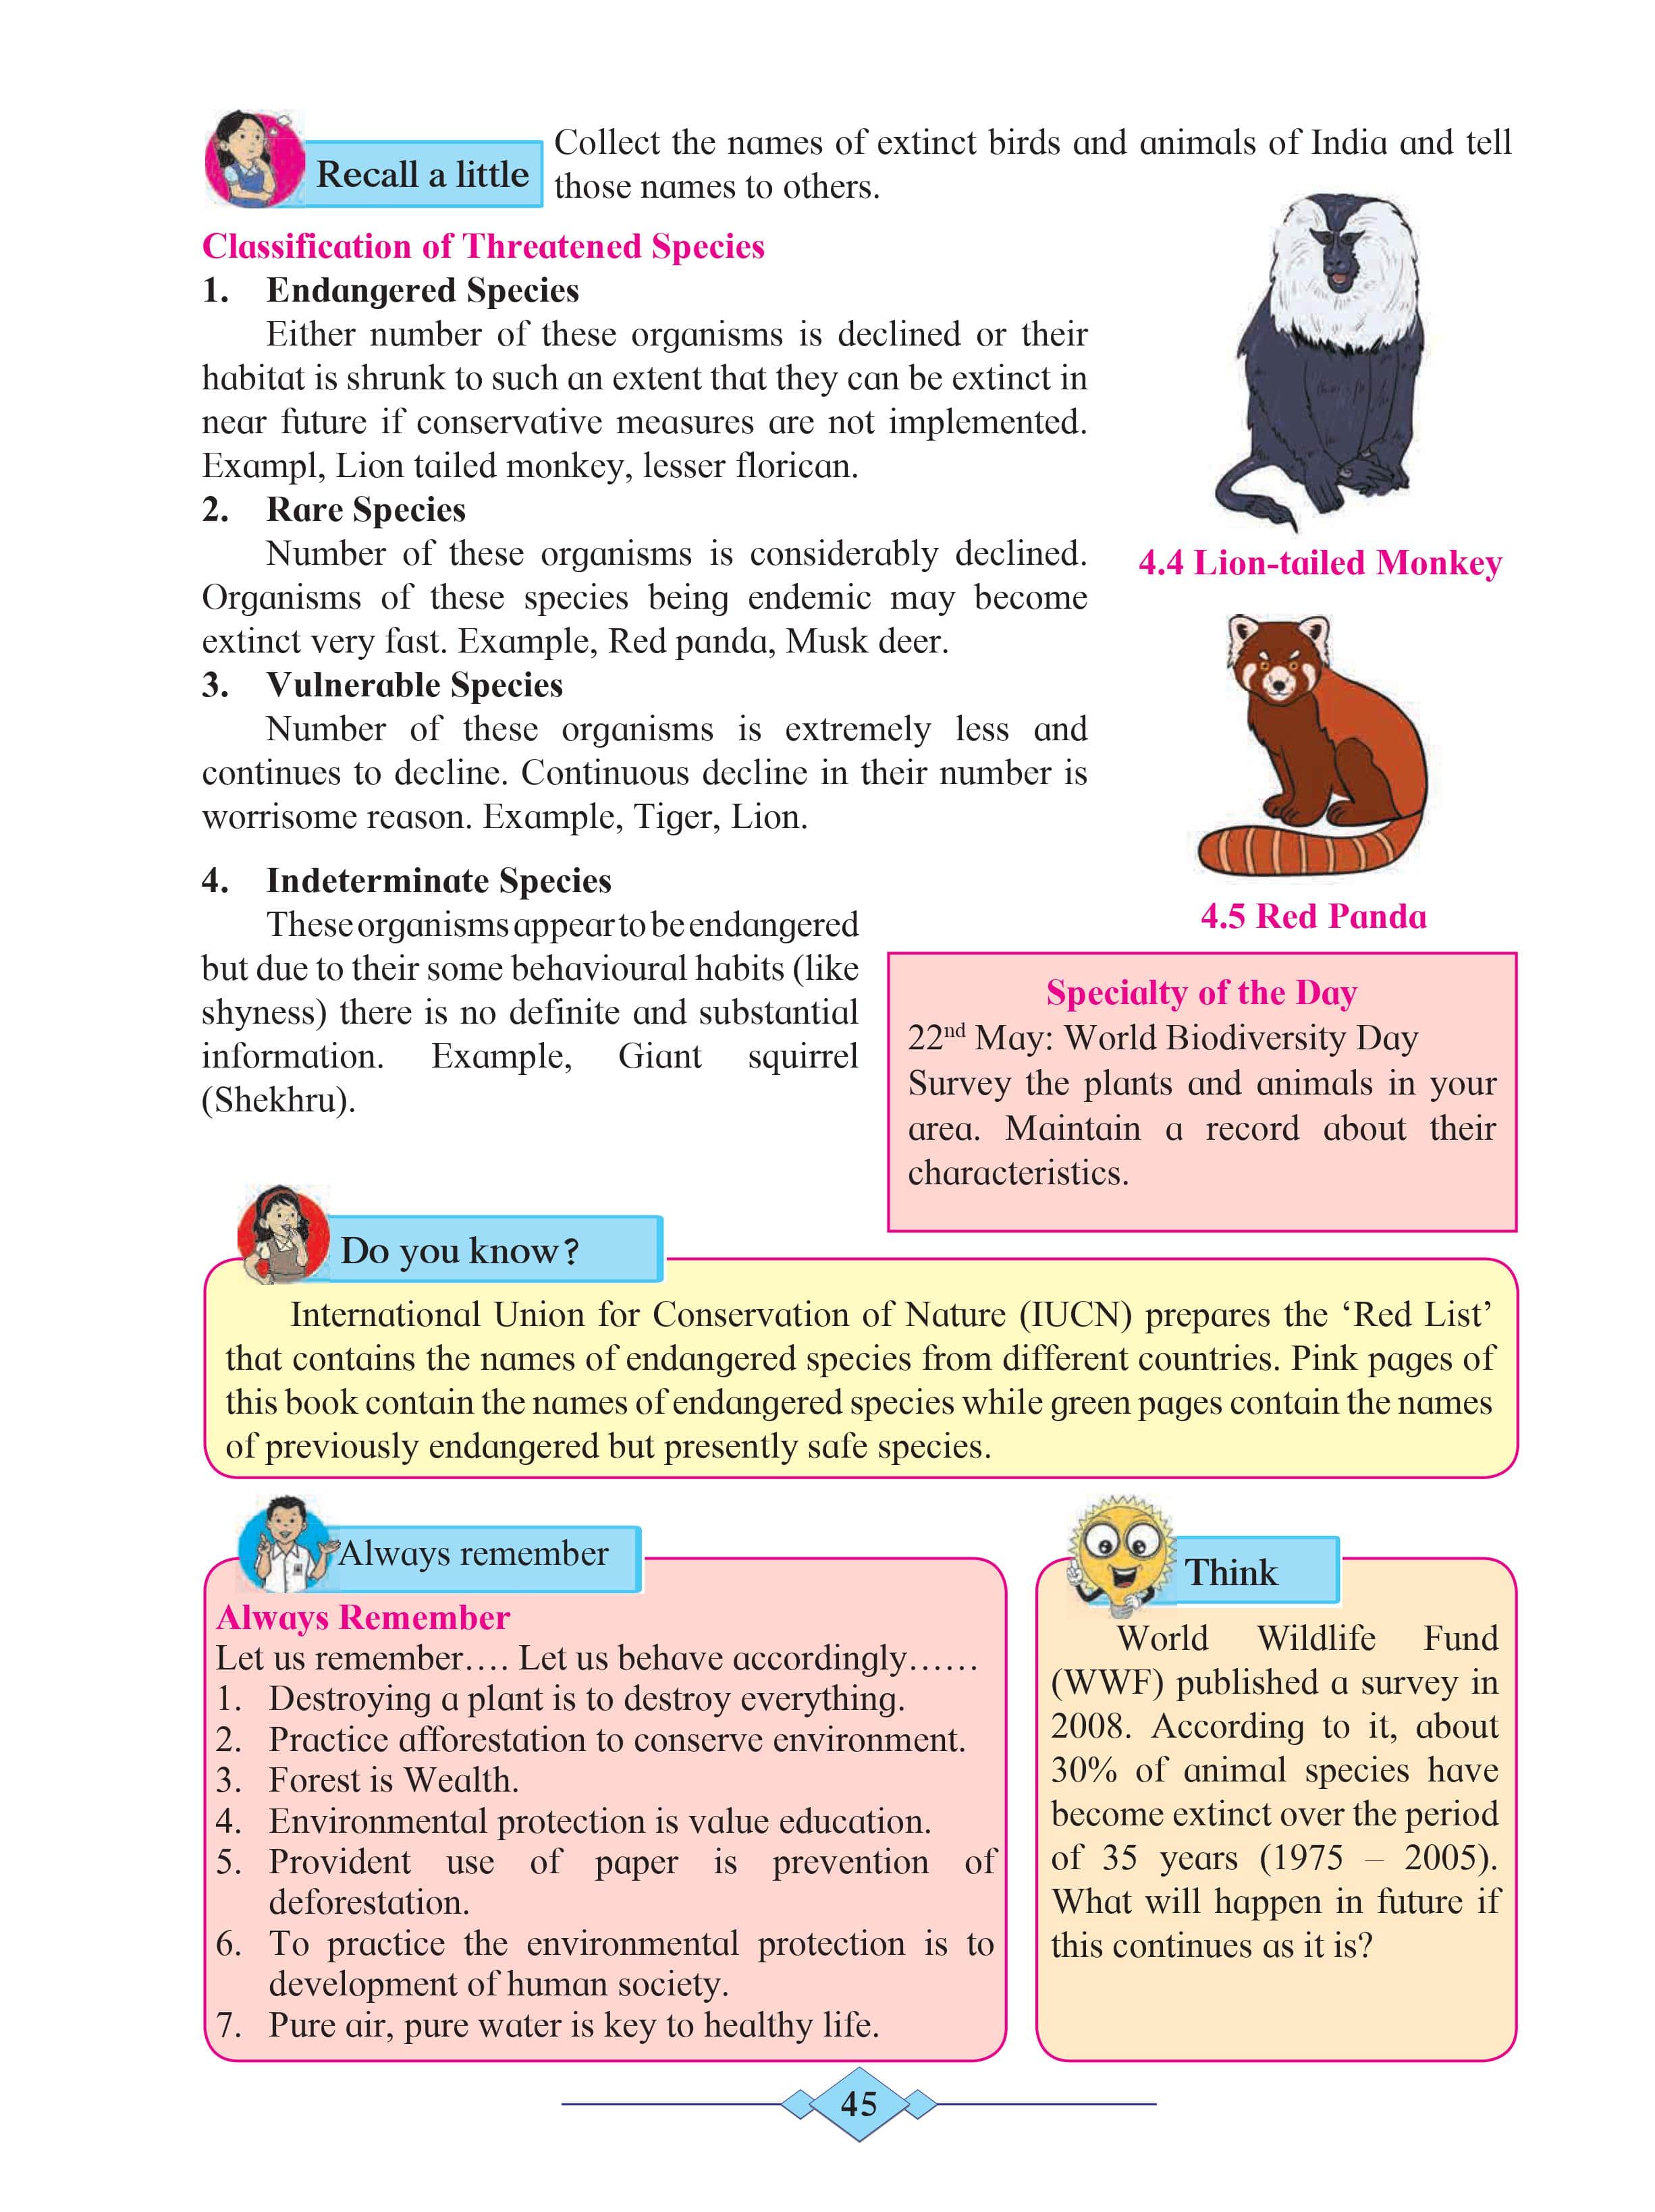 Recall a little
Collect the names of extinct birds and animals of India and tell
those names to others.
Classification of Threatened Species
1. Endangered Species
Either number of these organisms is declined or their
habitat is shrunk to such an extent that they can be extinct in
near future if conservative measures are not implemented.
Exampl, Lion tailed monkey, lesser florican.
2. Rare Species
Number of these organisms is considerably declined.
Organisms of these species being endemic may become
extinct very fast. Example, Red panda, Musk deer.
3. Vulnerable Species
Number of these organisms is extremely less and
continues to decline. Continuous decline in their number is
worrisome reason. Example, Tiger, Lion.
4. Indeterminate Species
These organisms appear to be endangered
but due to their some behavioural habits (like
shyness) there is no definite and substantial
information. Example, Giant squirrel
(Shekhru).
4.4 Lion-tailed Monkey
4.5 Red Panda
Specialty of the Day
22nd May: World Biodiversity Day
Survey the plants and animals in your
area. Maintain a record about their
characteristics.
Do you know?
International Union for Conservation of Nature (IUCN) prepares the ‘Red List’
that contains the names of endangered species from different countries. Pink pages of
this book contain the names of endangered species while green pages contain the names
of previously endangered but presently safe species.
Always remember
Always Remember
Let us remember…. Let us behave accordingly……
1. Destroying a plant is to destroy everything.
2. Practice afforestation to conserve environment.
3. Forest is Wealth.
4. Environmental protection is value education.
5. Provident use of paper is prevention of
deforestation.
6. To practice the environmental protection is to
development of human society.
7. Pure air, pure water is key to healthy life.
Think
World Wildlife Fund
(WWF) published a survey in
2008. According to it, about
30% of animal species have
become extinct over the period
of 35 years (1975 – 2005).
What will happen in future if
this continues as it is?
45